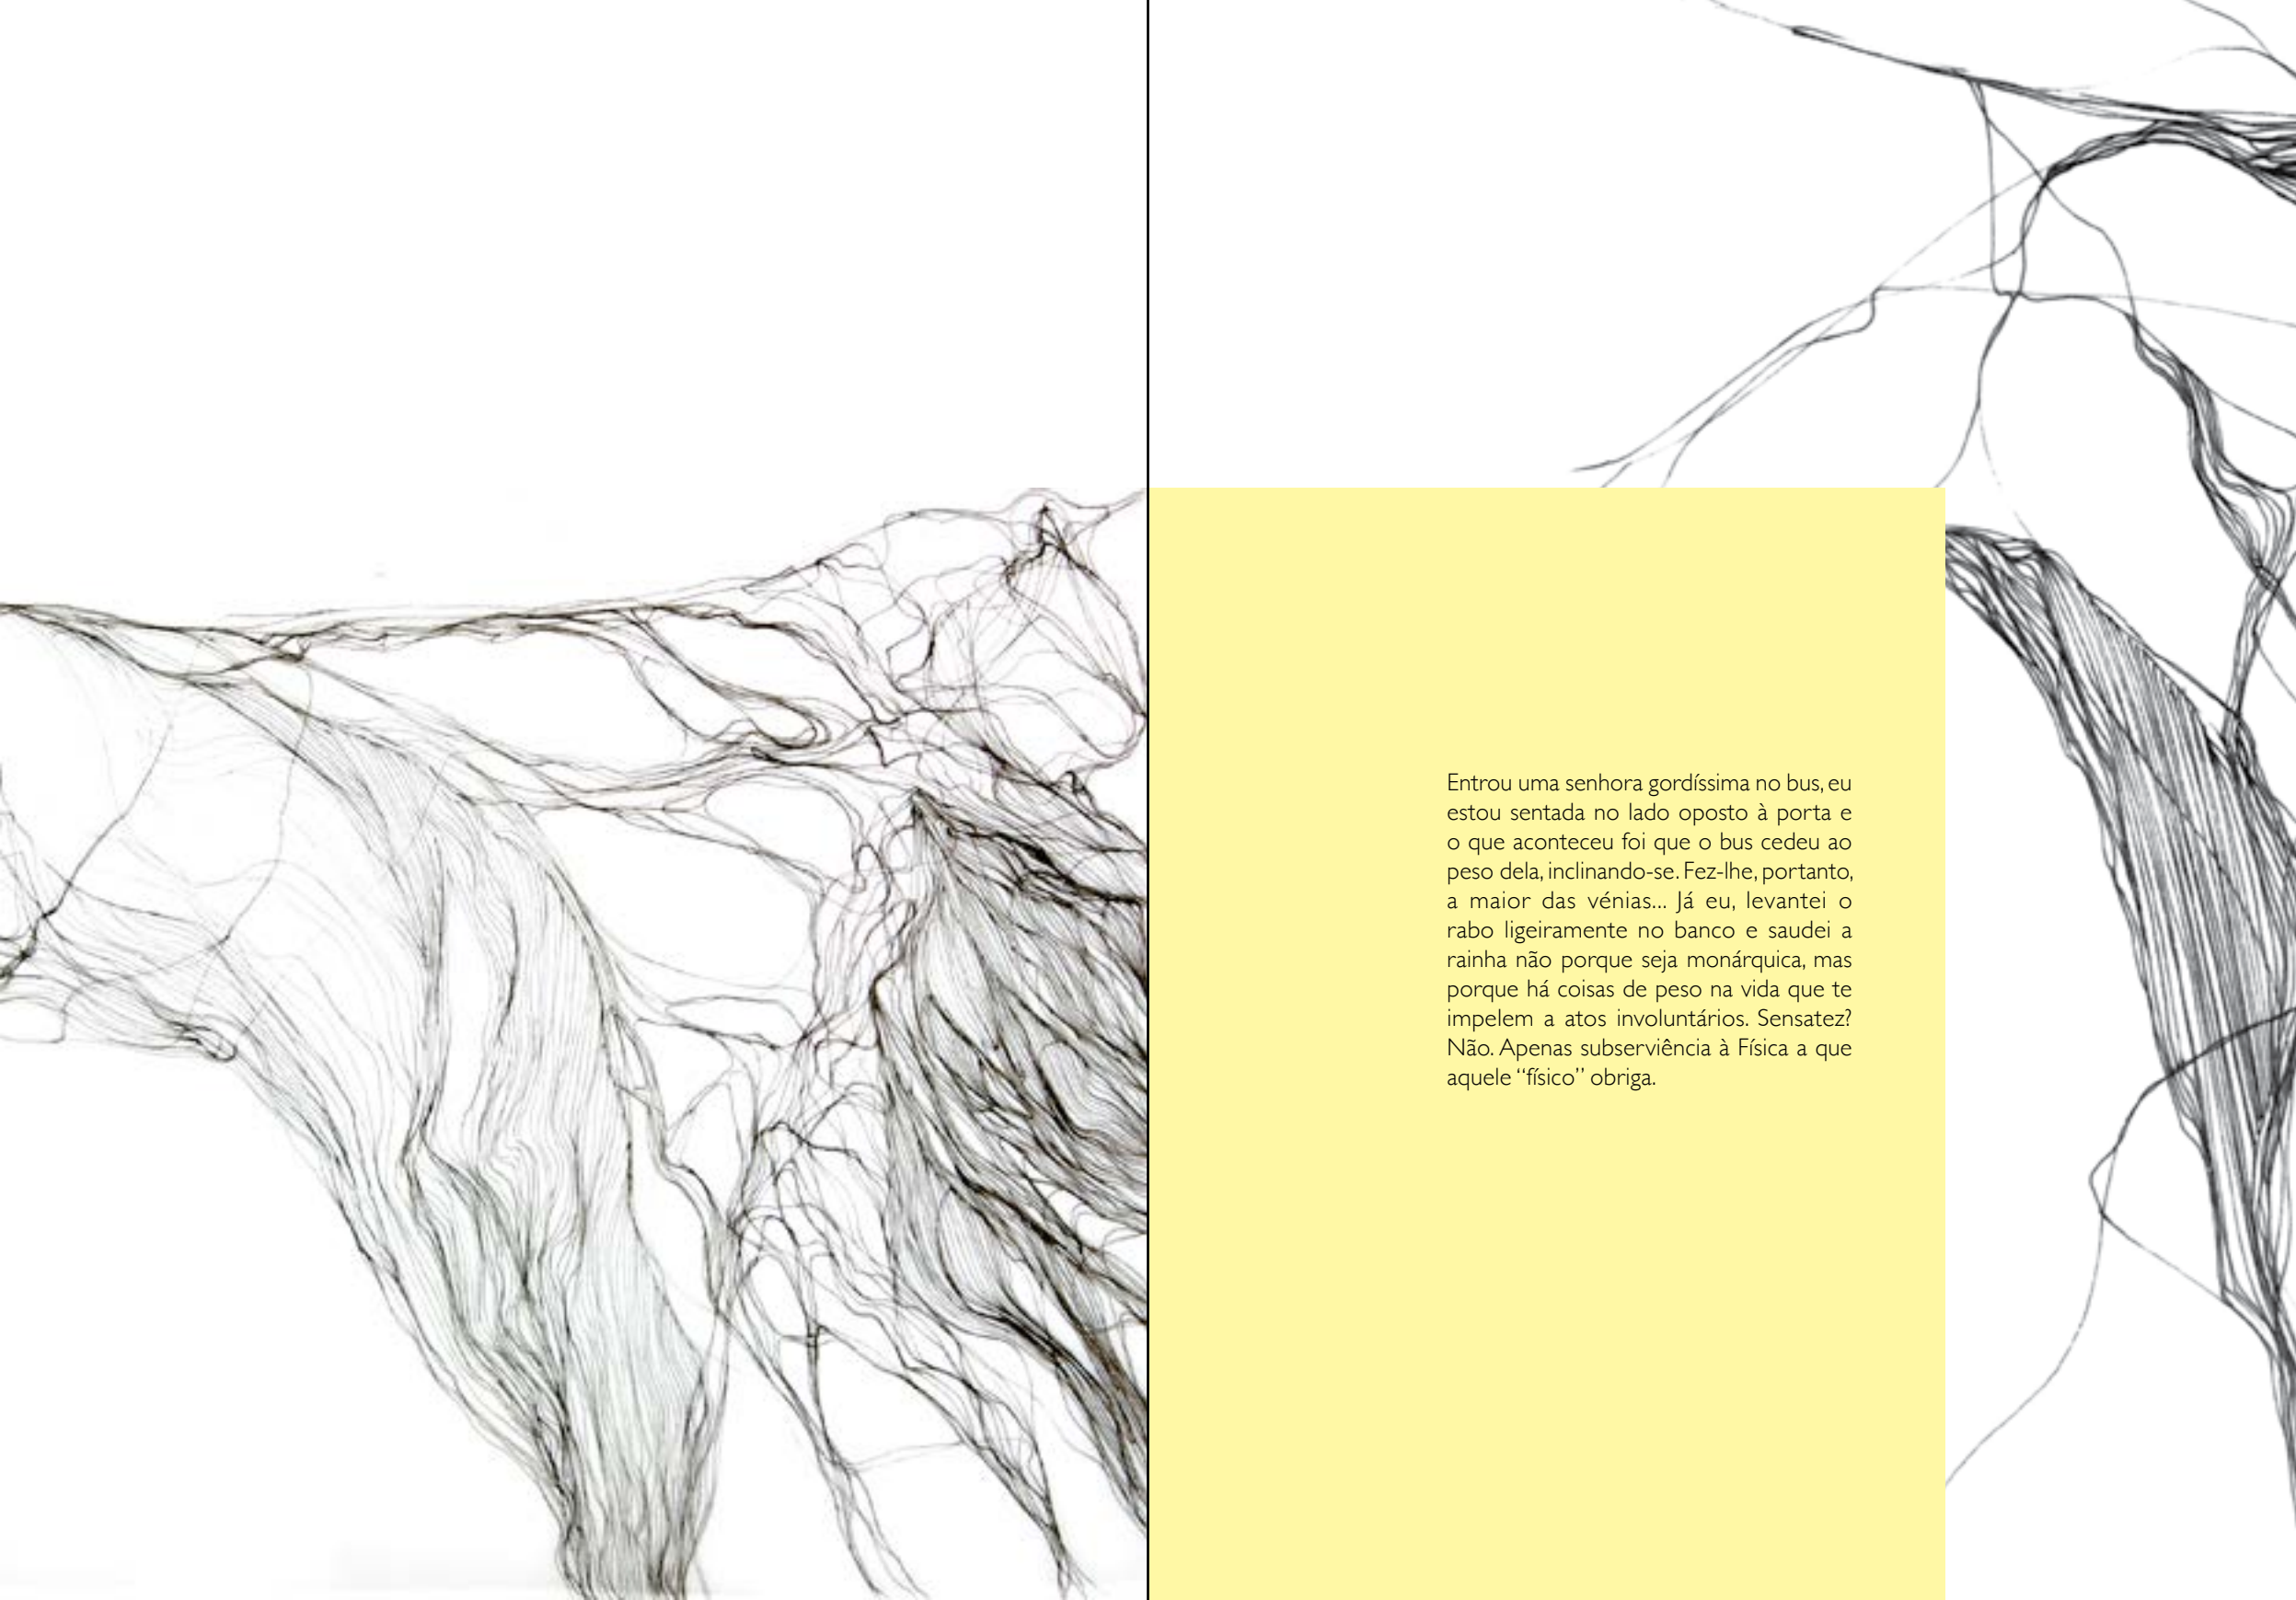 Entrou uma senhora gordíssima no bus, eu
estou sentada no lado oposto à porta e
o que aconteceu foi que o bus cedeu ao
peso dela, inclinando-se. Fez-lhe, portanto,
a maior das vénias... Já eu, levantei o
rabo ligeiramente no banco e saudei a
rainha não porque seja monárquica, mas
porque há coisas de peso na vida que te
impelem a atos involuntários. Sensatez?
Não. Apenas subserviência à Física a que
aquele “físico” obriga.